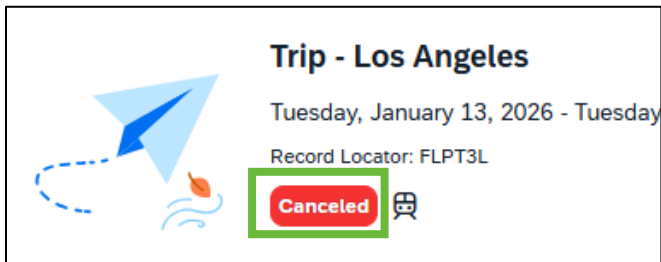 Trip - Los Angeles
Tuesday, January 13, 2026 - Tuesday
Record Locator: FLPT3L
Canceled